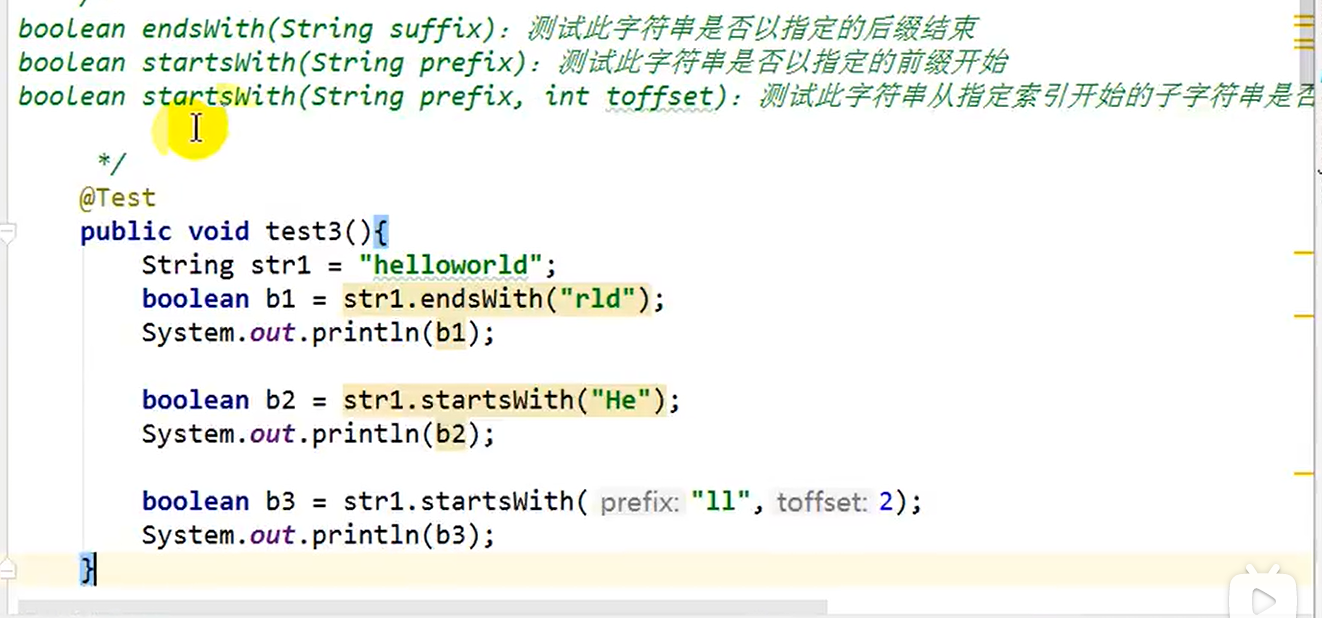 */
boolean endsWith(String suffix)：测试此字符串是否以指定的后缀结束
boolean startsWith(String prefix)：测试此字符串是否以指定的前缀开始
boolean startsWith(String prefix, int toffset)：测试此字符串从指定索引开始的子字符串是否
*/
@Test
public void test3(){
String str1 = "helloworld";
boolean b1 = str1.endsWith("rld");
System.out.println(b1);
boolean b2 = str1.startsWith("He");
System.out.println(b2);
boolean b3 = str1.startsWith( prefix: "ll", toffset: 2);
System.out.println(b3);
}